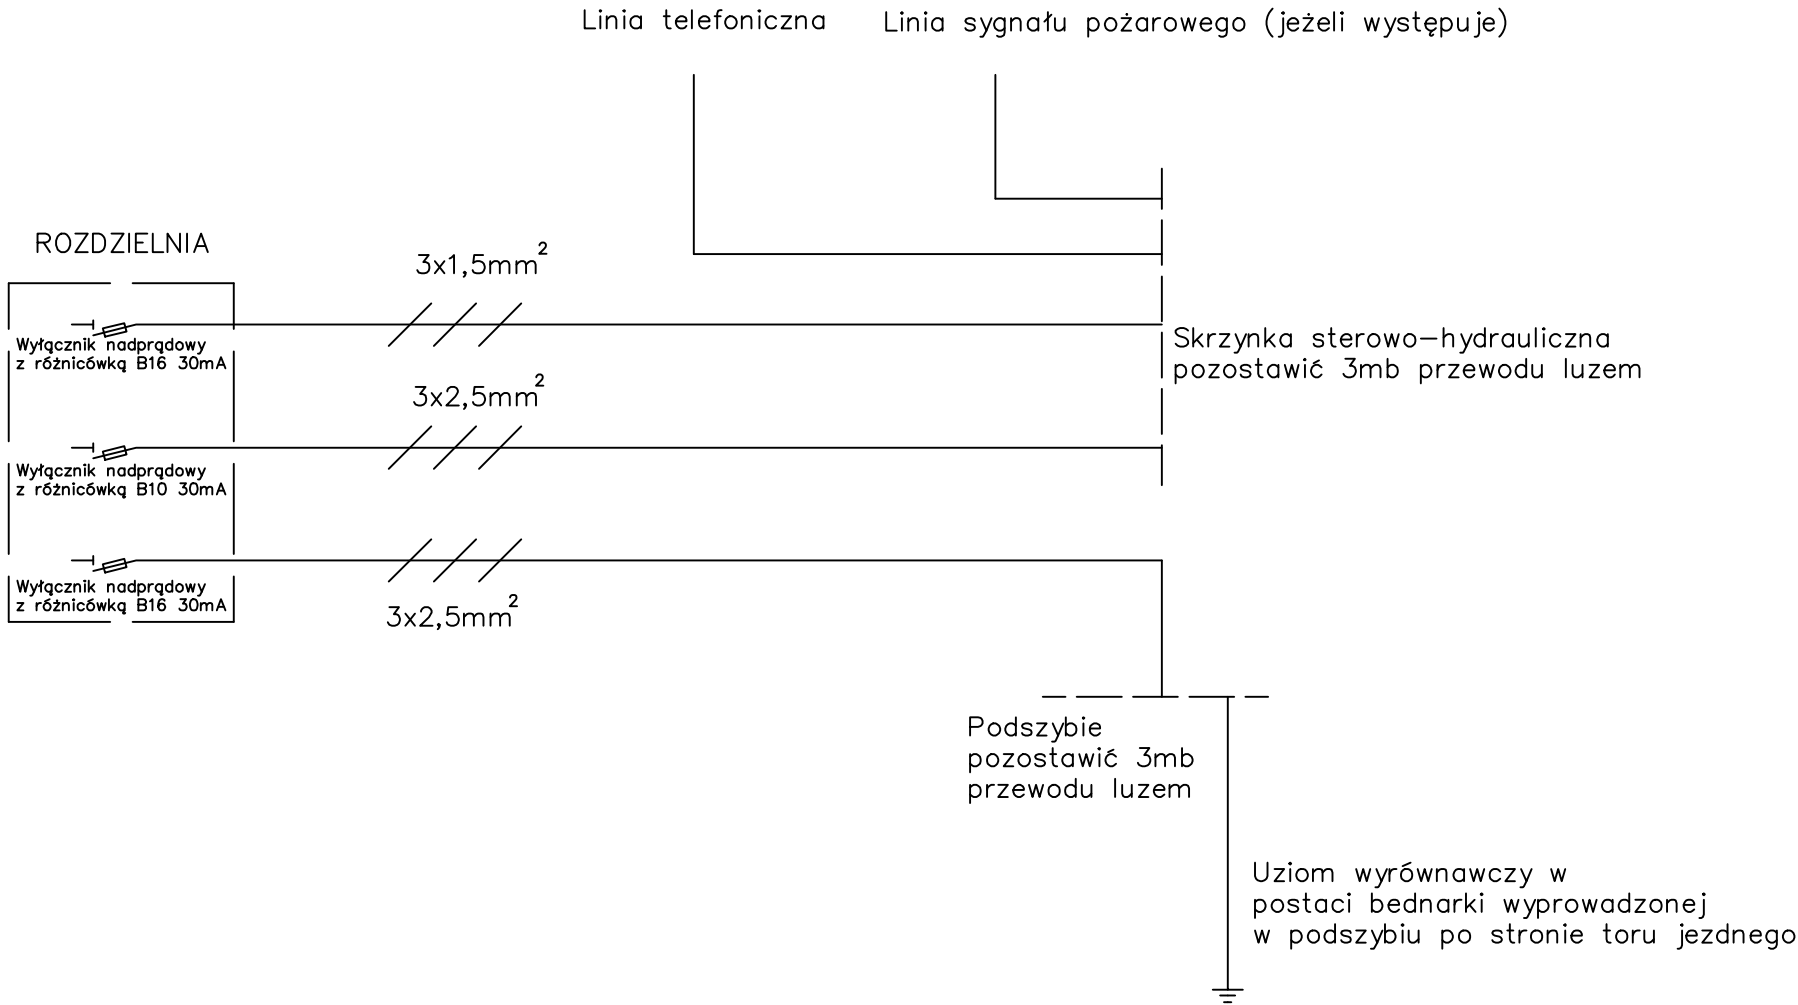 Linia telefoniczna
Linia sygnału pożarowego (jeżeli występuje)
ROZDZIELNIA
3x1,5mm²
Wyłącznik nadprądowy
z różnicówką B16 30mA
Skrzynka sterowo-hydrauliczna
pozostawić 3mb przewodu luzem
3x2,5mm²
Wyłącznik nadprądowy
z różnicówką B10 30mA
Wyłącznik nadprądowy
z różnicówką B16 30mA
3x2,5mm²
Podszybie
pozostawić 3mb
przewodu luzem
Uziom wyrównawczy w
postaci bednarki wyprowadzonej
w podszybiu po stronie toru jezdnego